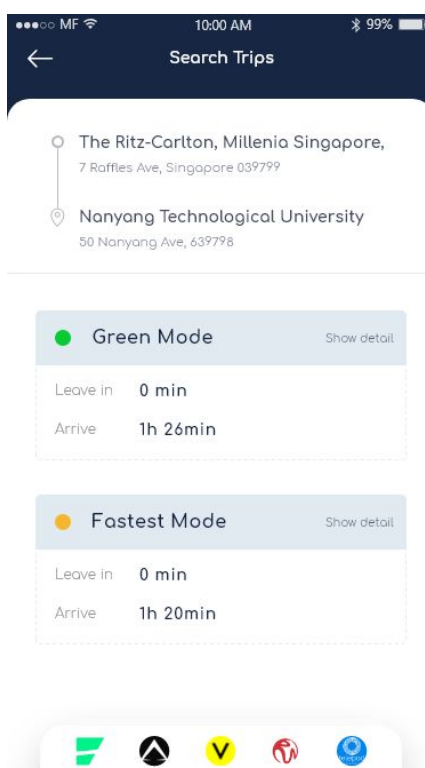 MF 10:00 AM 99%
Search Trips
The Ritz-Carlton, Millenia Singapore,
7 Raffles Ave, Singapore 039799
Nanyang Technological University
50 Nanyang Ave, 639798
Green Mode Show detail
Leave in 0 min
Arrive 1h 26min
Fastest Mode Show detail
Leave in 0 min
Arrive 1h 20min
V